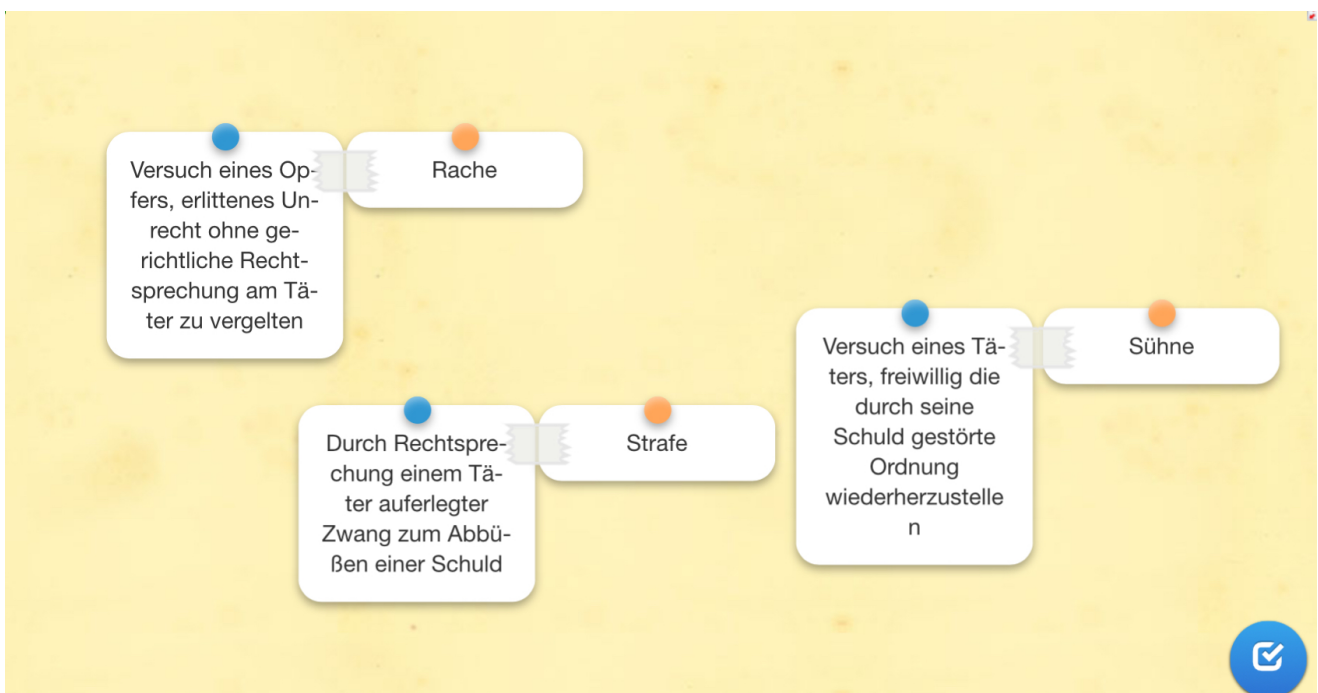 Versuch eines Op-
fers, erlittenes Un-
recht ohne ge-
richtliche Recht-
sprechung am Tä-
ter zu vergelten
Rache
Durch Rechtspre-
chung einem Tä-
ter auferlegter
Zwang zum Abbü-
ßen einer Schuld
Strafe
Versuch eines Tä-
ters, freiwillig die
durch seine
Schuld gestörte
Ordnung
wiederherzustelle
n
Sühne